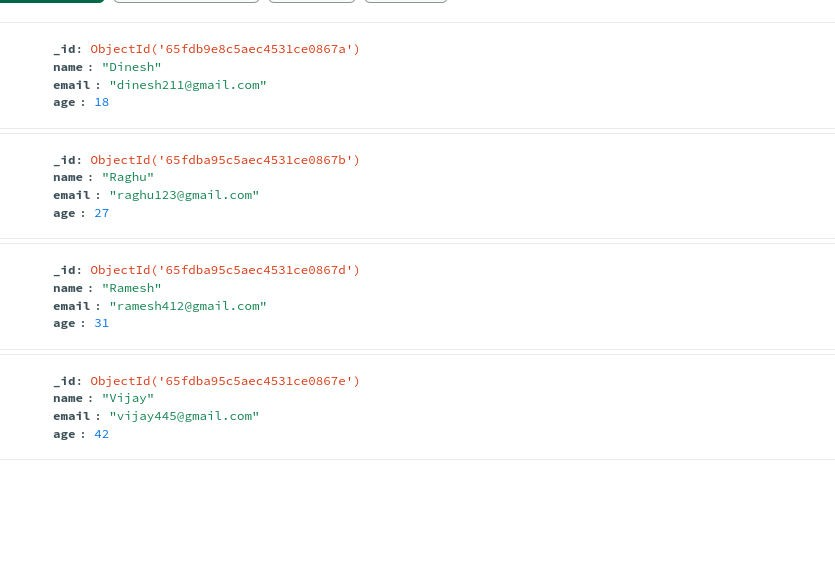 _id: ObjectId('65fdb9e8c5aec4531ce0867a')
name : "Dinesh"
email : "dinesh211@gmail.com"
age : 18
_id: ObjectId('65fdba95c5aec4531ce0867b')
name : "Raghu"
email : "raghu123@gmail.com"
age : 27
_id: ObjectId('65fdba95c5aec4531ce0867d')
name : "Ramesh"
email : "ramesh412@gmail.com"
age : 31
_id: ObjectId('65fdba95c5aec4531ce0867e')
name : "Vijay"
email : "vijay445@gmail.com"
age : 42